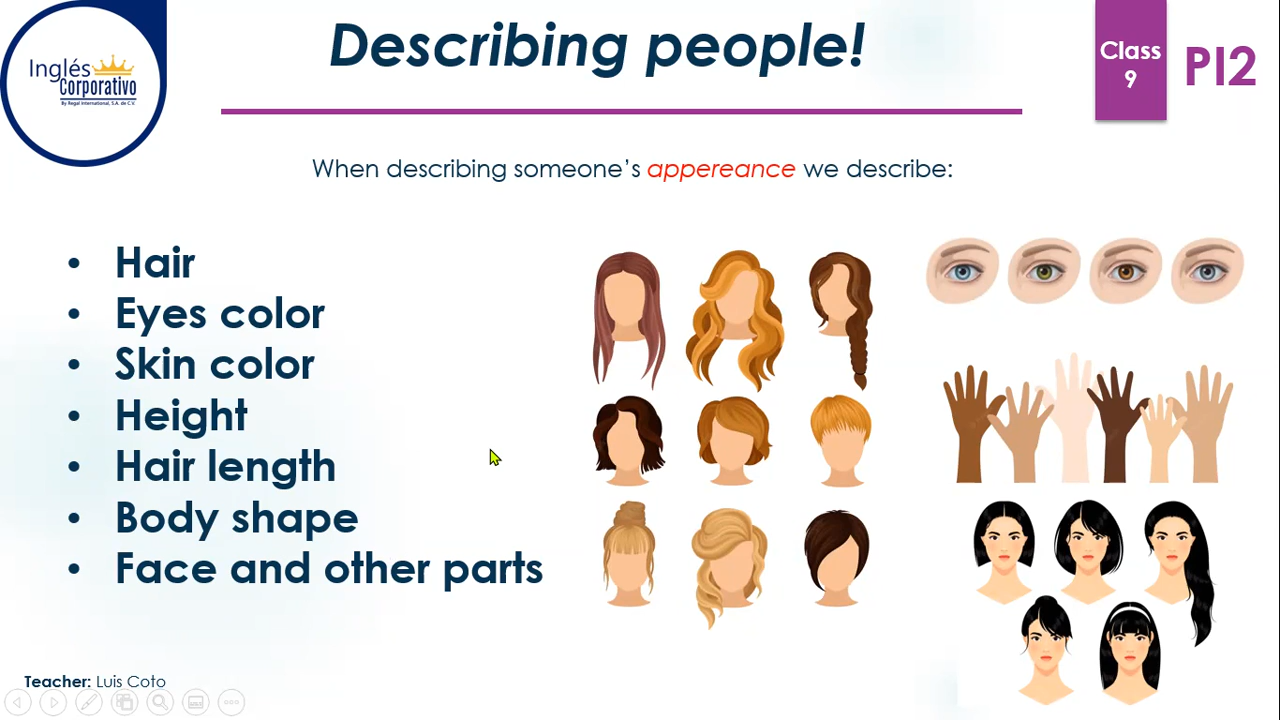 Inglés
Corporativo
By Regal International, S.A. de C.V.
Describing people!
Class
9
PI2
When describing someone's appereance we describe:
• Hair
• Eyes color
• Skin color
• Height
• Hair length
• Body shape
• Face and other parts
Teacher: Luis Coto